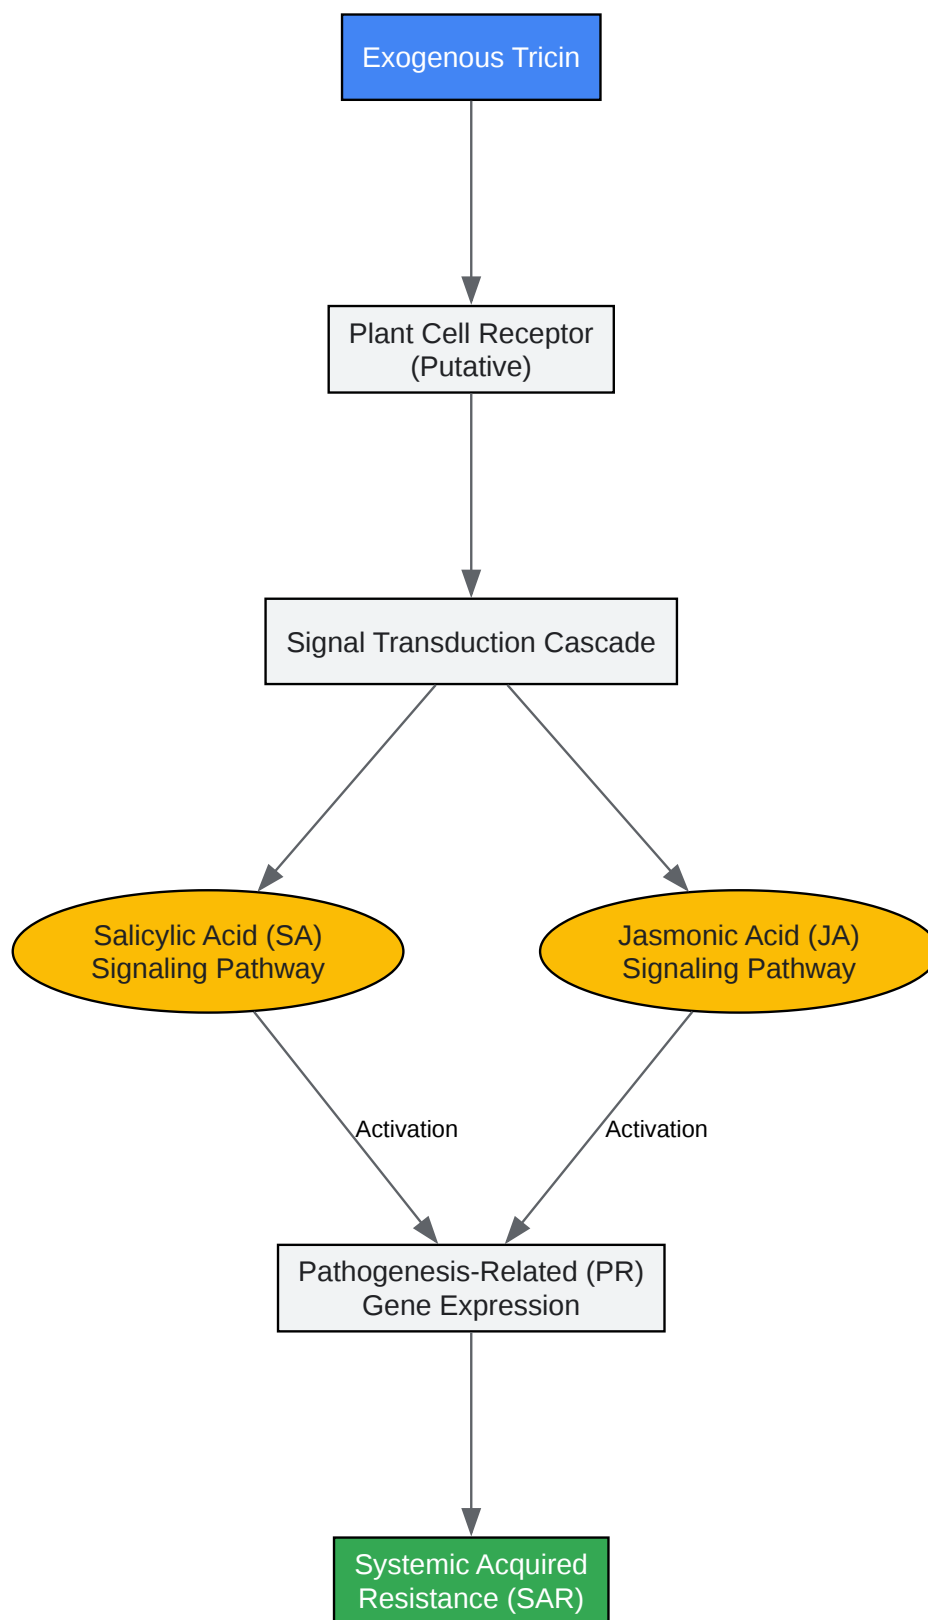 Exogenous Tricin
Plant Cell Receptor
(Putative)
Signal Transduction Cascade
Salicylic Acid (SA)
Signaling Pathway
Jasmonic Acid (JA)
Signaling Pathway
Activation
Activation
Pathogenesis-Related (PR)
Gene Expression
Systemic Acquired
Resistance (SAR)